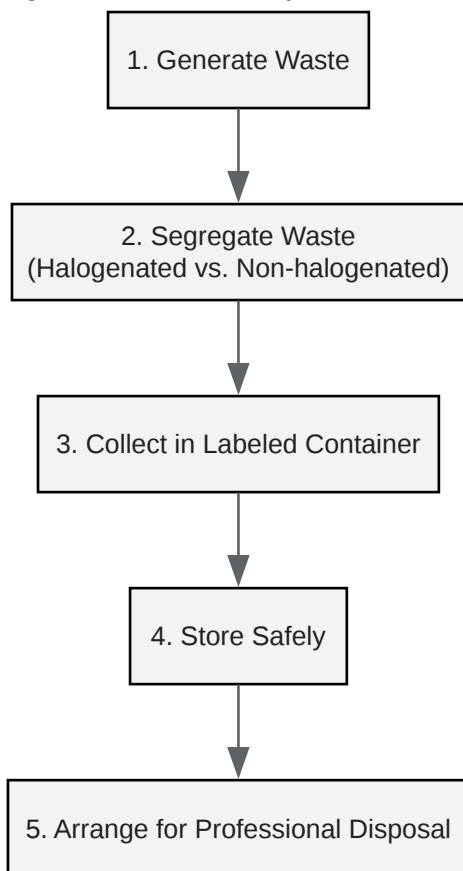 1. Generate Waste
2. Segregate Waste
(Halogenated vs. Non-halogenated)
3. Collect in Labeled Container
4. Store Safely
5. Arrange for Professional Disposal